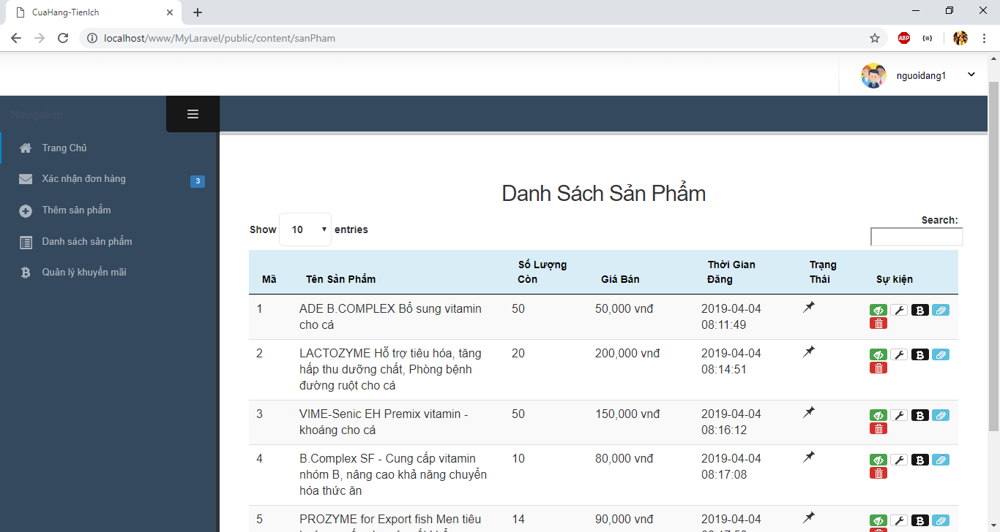 CuaHang-TienIch
localhost/www/MyLaravel/public/content/sanPham
ABP
nguoidang1
Navigation
Trang Chủ
Xác nhận đơn hàng
3
Thêm sản phẩm
Danh sách sản phẩm
Quản lý khuyến mãi
Danh Sách Sản Phẩm
Show 10 entries
Search:
Mã Tên Sản Phẩm Số Lượng Còn Giá Bán Thời Gian Đăng Trạng Thái Sự kiện
1 ADE B.COMPLEX Bổ sung vitamin 50 50,000 vnđ 2019-04-04
cho cá 08:11:49
2 LACTOZYME Hỗ trợ tiêu hóa, tăng 20 200,000 vnđ 2019-04-04
hấp thu dưỡng chất, Phòng bệnh 08:14:51
đường ruột cho cá
3 VIME-Senic EH Premix vitamin - 50 150,000 vnđ 2019-04-04
khoáng cho cá 08:16:12
4 B.Complex SF - Cung cấp vitamin 10 80,000 vnđ 2019-04-04
nhóm B, nâng cao khả năng chuyển 08:17:08
hóa thức ăn
5 PROZYME for Export fish Men tiêu 14 90,000 vnđ 2019-04-04